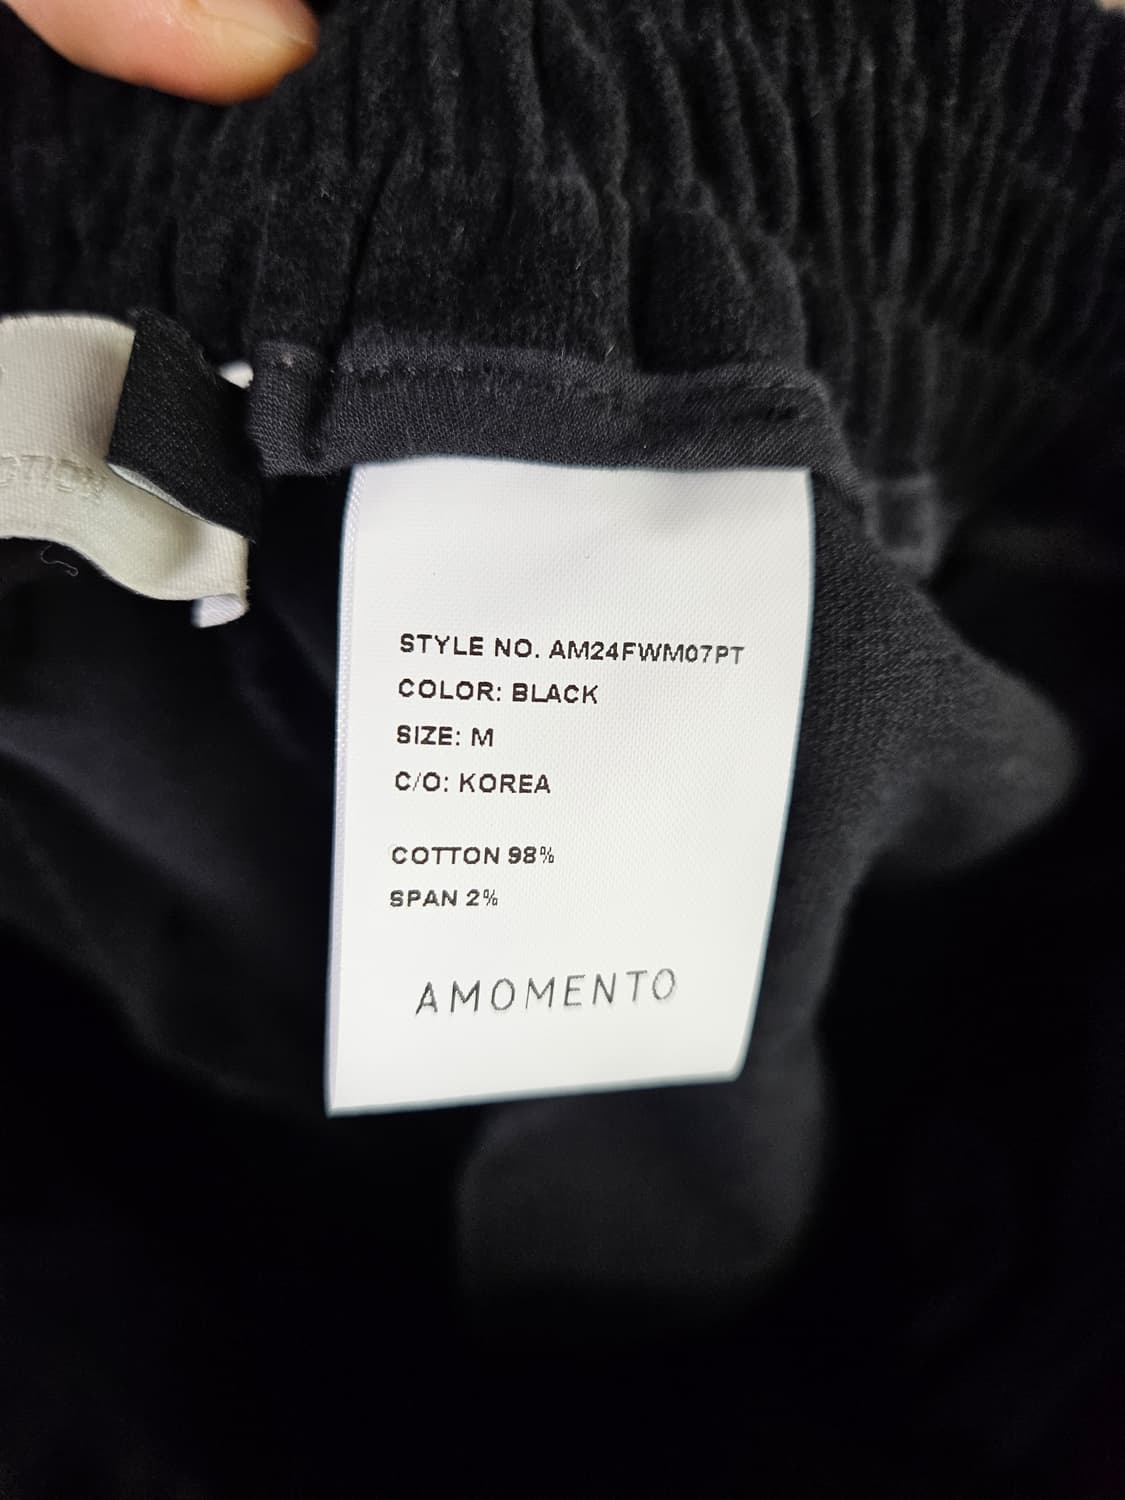 STYLE NO. AM24FWM07PT
COLOR: BLACK
SIZE: M
C/O: KOREA
COTTON 98%
SPAN 2%
AMOMENTO